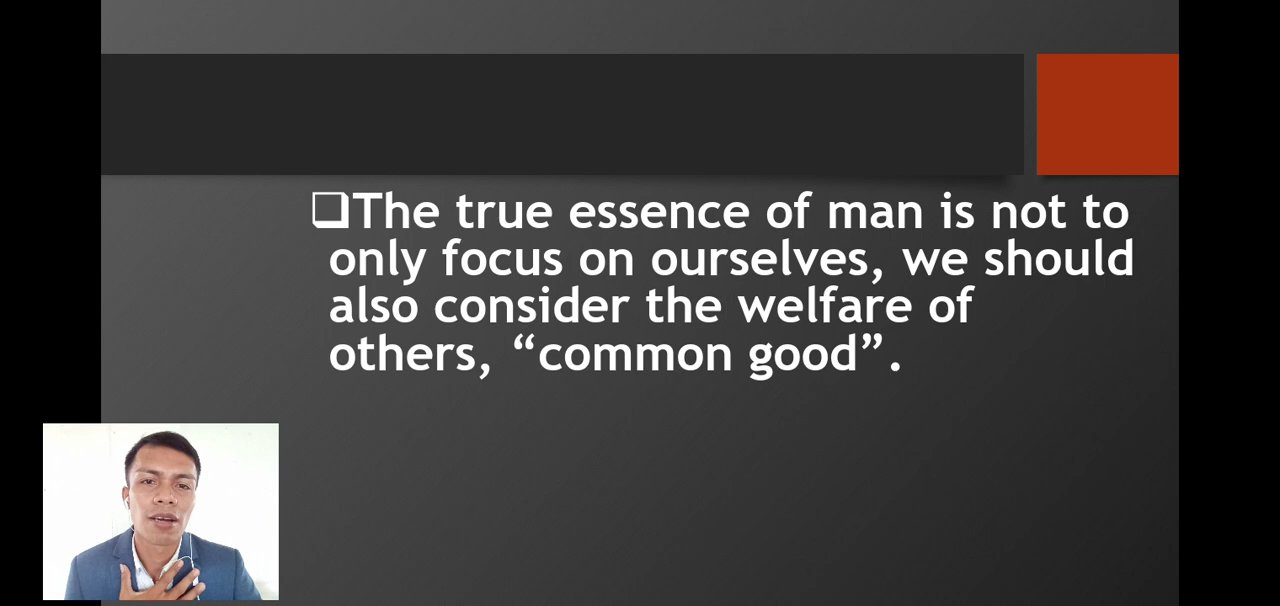 ❑The true essence of man is not to
only focus on ourselves, we should
also consider the welfare of
others, “common good”.